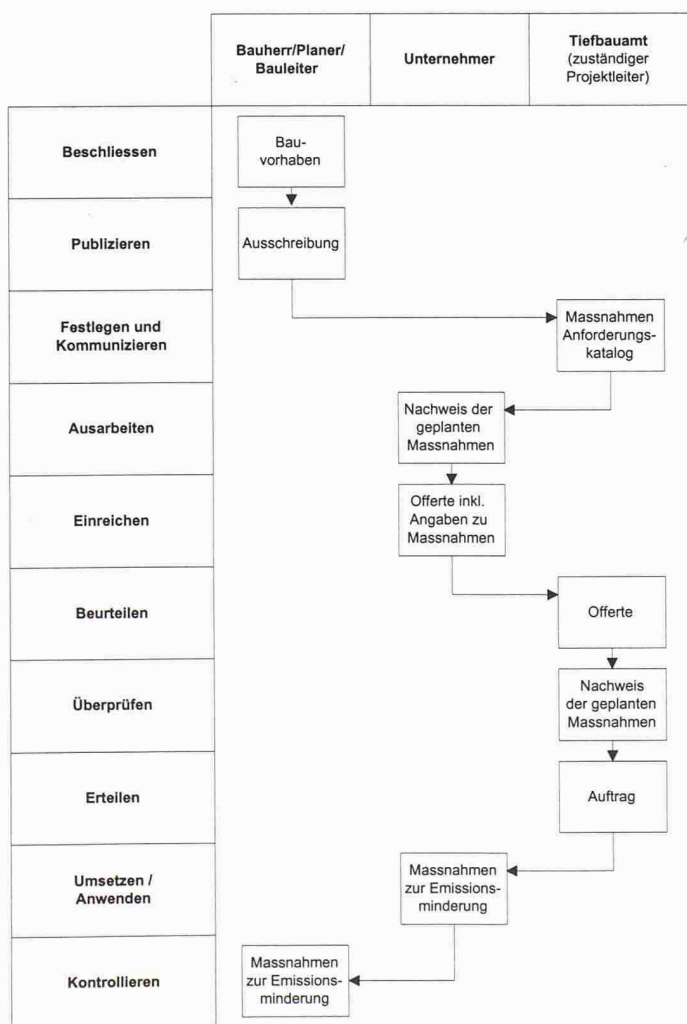 Bauherr/Planer/
Bauleiter
Unternehmer
Tiefbauamt
(zuständiger
Projektleiter)
Beschliessen
Bau-
vorhaben
Publizieren
Ausschreibung
Festlegen und
Kommunizieren
Massnahmen
Anforderungs-
katalog
Ausarbeiten
Nachweis der
geplanten
Massnahmen
Einreichen
Offerte inkl.
Angaben zu
Massnahmen
Beurteilen
Offerte
Überprüfen
Nachweis
der geplanten
Massnahmen
Erteilen
Auftrag
Umsetzen /
Anwenden
Massnahmen
zur Emissions-
minderung
Kontrollieren
Massnahmen
zur Emissions-
minderung